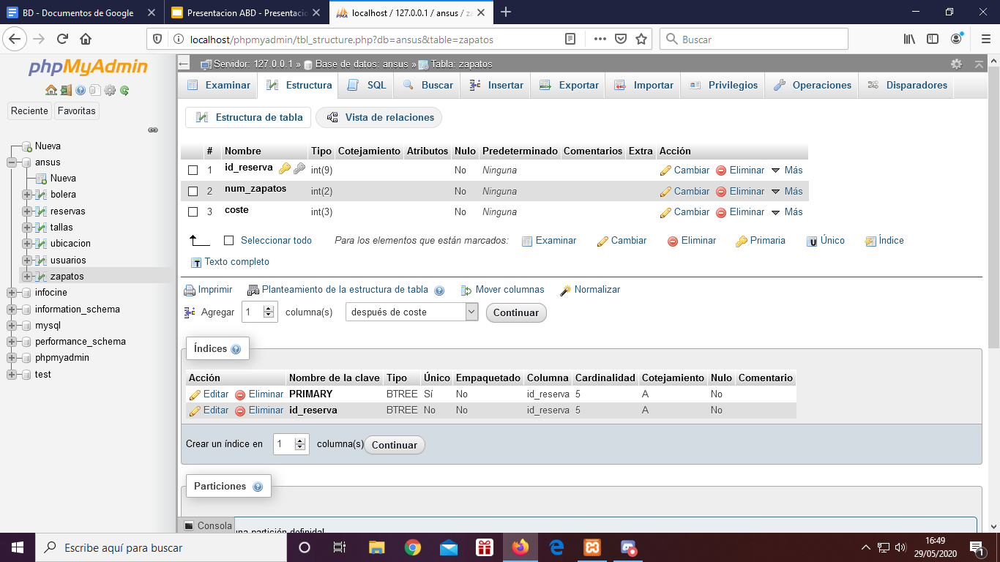 BD - Documentos de Google
Presentacion ABD - Presentacio
localhost / 127.0.0.1 / ansus / za
localhost/phpmyadmin/tbl_structure.php?db=ansus&table=zapatos
Buscar
phpMyAdmin
Reciente Favoritas
Nueva
ansus
Nueva
bolera
reservas
tallas
ubicacion
usuarios
zapatos
infocine
information_schema
mysql
performance_schema
phpmyadmin
test
Servidor: 127.0.0.1 » Base de datos: ansus » Tabla: zapatos
Examinar Estructura SQL Buscar Insertar Exportar Importar Privilegios Operaciones Disparadores
Estructura de tabla Vista de relaciones
# Nombre Tipo Cotejamiento Atributos Nulo Predeterminado Comentarios Extra Acción
1 id_reserva int(9) No Ninguna Cambiar Eliminar Más
2 num_zapatos int(2) No Ninguna Cambiar Eliminar Más
3 coste int(3) No Ninguna Cambiar Eliminar Más
Seleccionar todo Para los elementos que están marcados: Examinar Cambiar Eliminar Primaria Único Índice
Texto completo
Imprimir Planteamiento de la estructura de tabla Mover columnas Normalizar
Agregar 1 columna(s) después de coste Continuar
Índices
Acción Nombre de la clave Tipo Único Empaquetado Columna Cardinalidad Cotejamiento Nulo Comentario
Editar Eliminar PRIMARY BTREE Sí No id_reserva 5 A No
Editar Eliminar id_reserva BTREE No No id_reserva 5 A No
Crear un índice en 1 columna(s) Continuar
Particiones
Consola
una partición definida!
Escribe aquí para buscar
16:49
29/05/2020
1